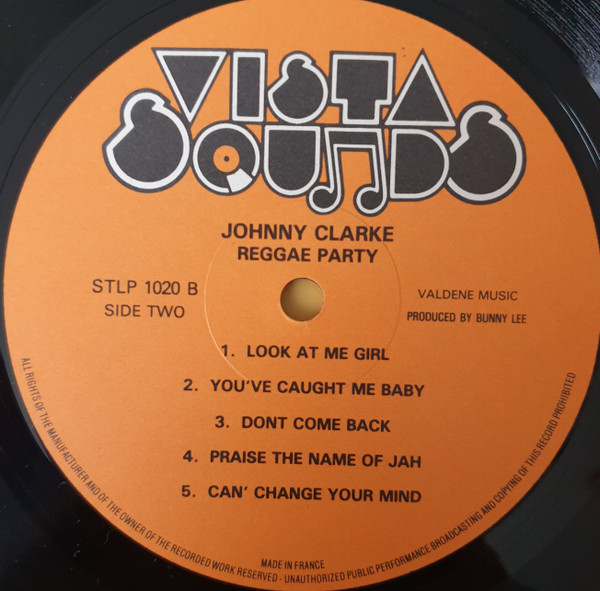 VISTA
SOUNDS
JOHNNY CLARKE
REGGAE PARTY
STLP 1020 B
SIDE TWO
VALDENE MUSIC
PRODUCED BY BUNNY LEE
1. LOOK AT ME GIRL
2. YOU'VE CAUGHT ME BABY
3. DONT COME BACK
4. PRAISE THE NAME OF JAH
5. CAN' CHANGE YOUR MIND
MADE IN FRANCE
ALL RIGHTS OF THE MANUFACTURER AND OF THE OWNER OF THE RECORDED WORK RESERVED - UNAUTHORIZED PUBLIC PERFORMANCE BROADCASTING AND COPYING OF THIS RECORD PROHIBITED